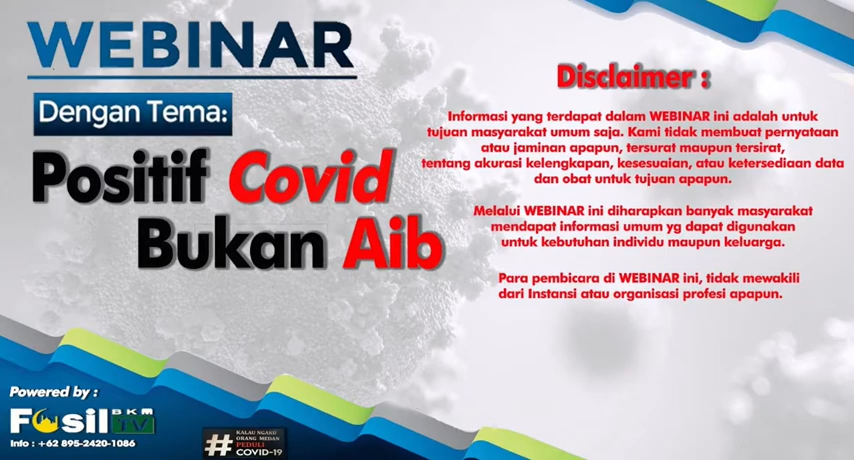 WEBINAR
Dengan Tema:
Positif Covid
Bukan Aib
Disclaimer :
Informasi yang terdapat dalam WEBINAR ini adalah untuk
tujuan masyarakat umum saja. Kami tidak membuat pernyataan
atau jaminan apapun, tersurat maupun tersirat,
tentang akurasi kelengkapan, kesesuaian, atau ketersediaan data
dan obat untuk tujuan apapun.
Melalui WEBINAR ini diharapkan banyak masyarakat
mendapat informasi umum yg dapat digunakan
untuk kebutuhan individu maupun keluarga.
Para pembicara di WEBINAR ini, tidak mewakili
dari Instansi atau organisasi profesi apapun.
Powered by :
Fosil BKM TV
Info : +62 895-2420-1086
# KALAU NGAKU
ORANG MEDAN
PEDULI
COVID-19